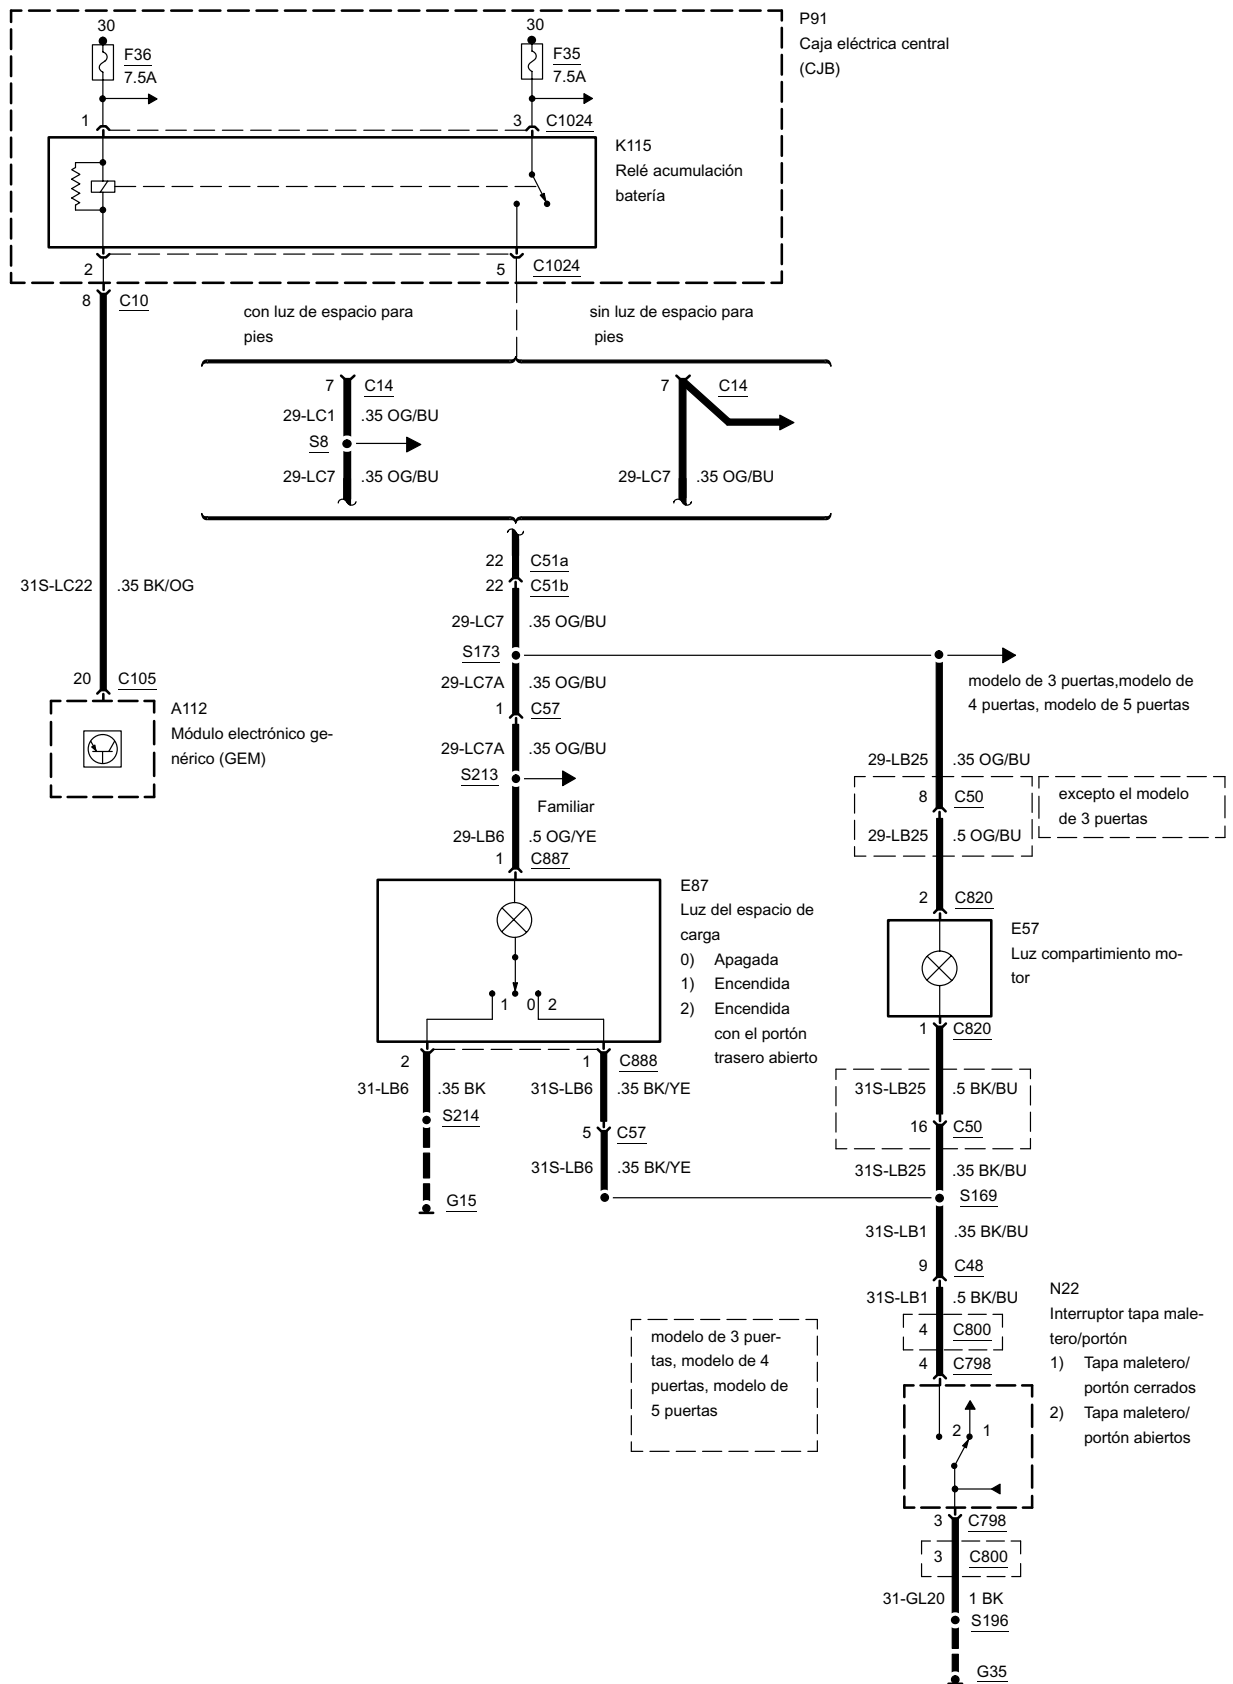 P91
Caja eléctrica central
(CJB)
30
30
F36
7.5A
F35
7.5A
1
3
C1024
K115
Relé acumulación
batería
2
5
C1024
8
C10
con luz de espacio para
pies
sin luz de espacio para
pies
7
C14
7
C14
29-LC1
.35 OG/BU
S8
29-LC7
.35 OG/BU
29-LC7
.35 OG/BU
22
C51a
22
C51b
31S-LC22
.35 BK/OG
29-LC7
.35 OG/BU
S173
20
C105
29-LC7A
.35 OG/BU
modelo de 3 puertas,modelo de
4 puertas, modelo de 5 puertas
A112
Módulo electrónico ge-
nérico (GEM)
1
C57
29-LC7A
.35 OG/BU
29-LB25
.35 OG/BU
S213
Familiar
8
C50
excepto el modelo
de 3 puertas
29-LB6
.5 OG/YE
29-LB25
.5 OG/BU
1
C887
E87
Luz del espacio de
carga
0) Apagada
1) Encendida
2) Encendida
con el portón
trasero abierto
1
0
2
2
C820
E57
Luz compartimiento mo-
tor
1
C820
2
1
C888
31-LB6
.35 BK
31S-LB6
.35 BK/YE
31S-LB25
.5 BK/BU
S214
5
C57
16
C50
31S-LB6
.35 BK/YE
31S-LB25
.35 BK/BU
G15
S169
31S-LB1
.35 BK/BU
9
C48
31S-LB1
.5 BK/BU
N22
Interruptor tapa male-
tero/portón
1) Tapa maletero/
portón cerrados
2) Tapa maletero/
portón abiertos
modelo de 3 puer-
tas, modelo de 4
puertas, modelo de
5 puertas
4
C800
4
C798
2
1
3
C798
3
C800
31-GL20
1 BK
S196
G35